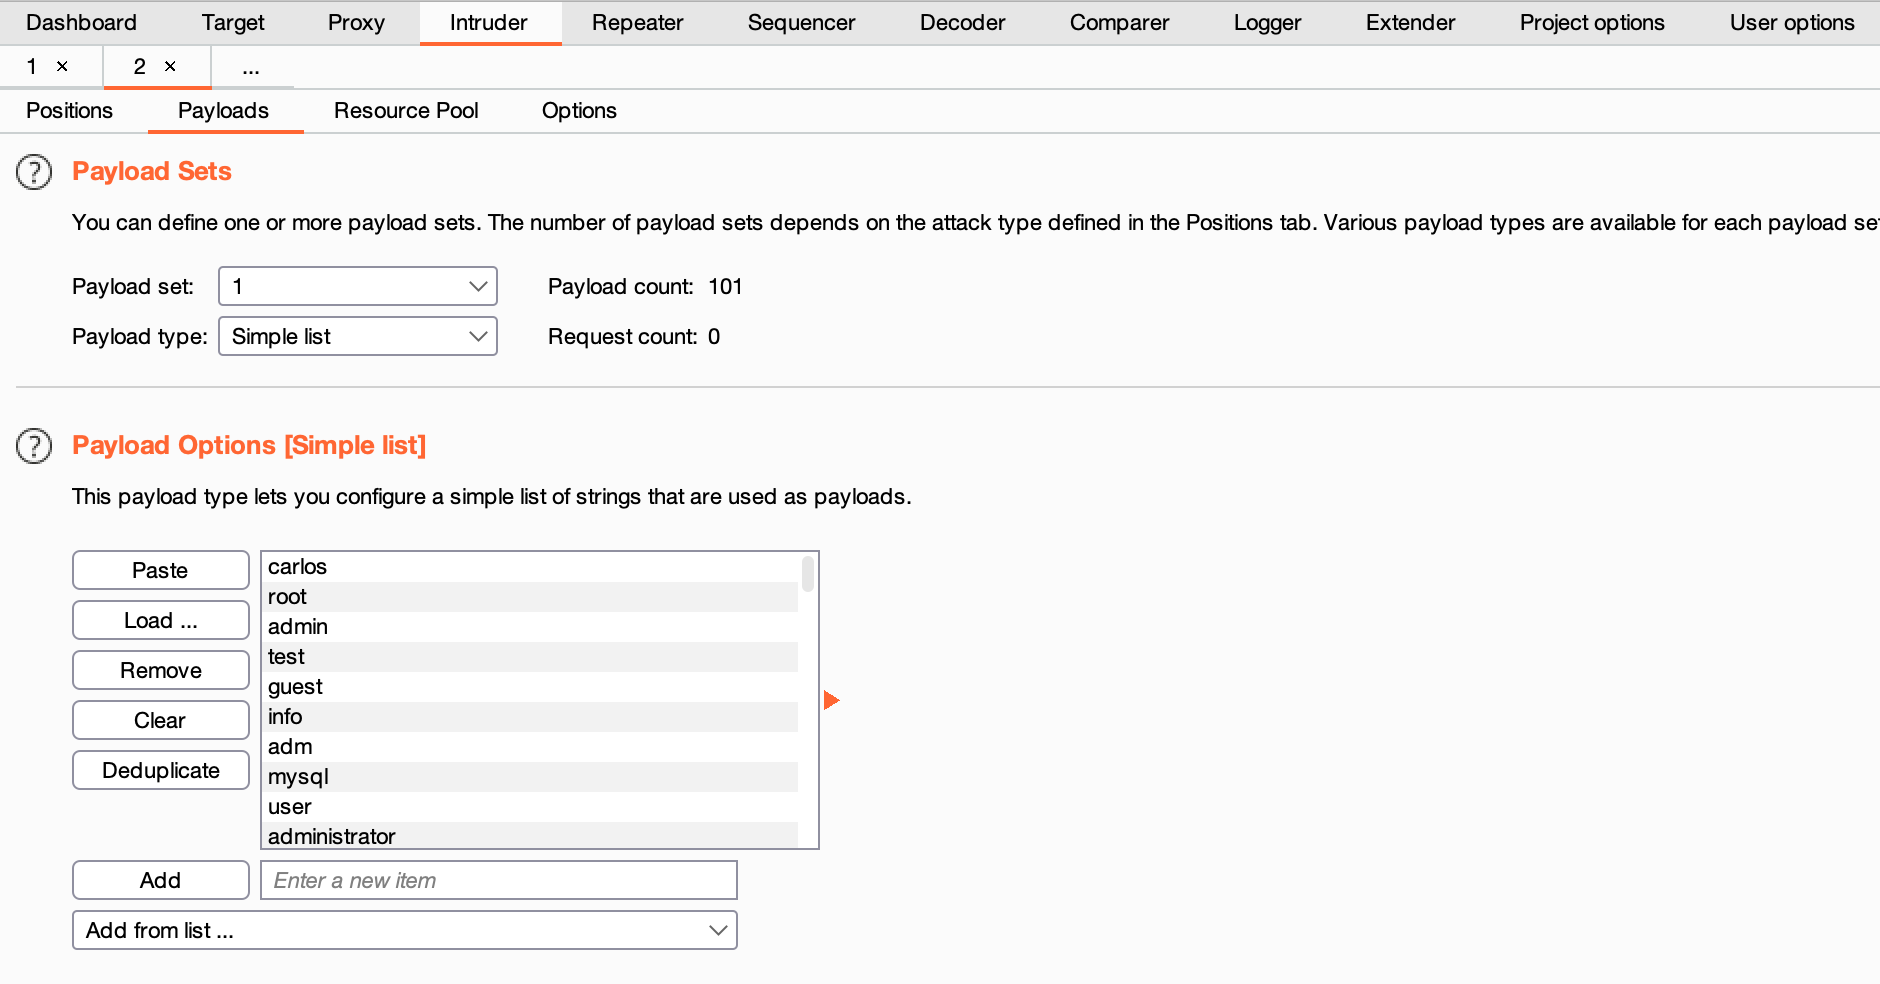 Dashboard Target Proxy Intruder Repeater Sequencer Decoder Comparer Logger Extender Project options User options
1 × 2 × ...
Positions Payloads Resource Pool Options
? Payload Sets
You can define one or more payload sets. The number of payload sets depends on the attack type defined in the Positions tab. Various payload types are available for each payload se
Payload set: 1 Payload count: 101
Payload type: Simple list Request count: 0
? Payload Options [Simple list]
This payload type lets you configure a simple list of strings that are used as payloads.
Paste
Load ...
Remove
Clear
Deduplicate
carlos
root
admin
test
guest
info
adm
mysql
user
administrator
Add Enter a new item
Add from list ...